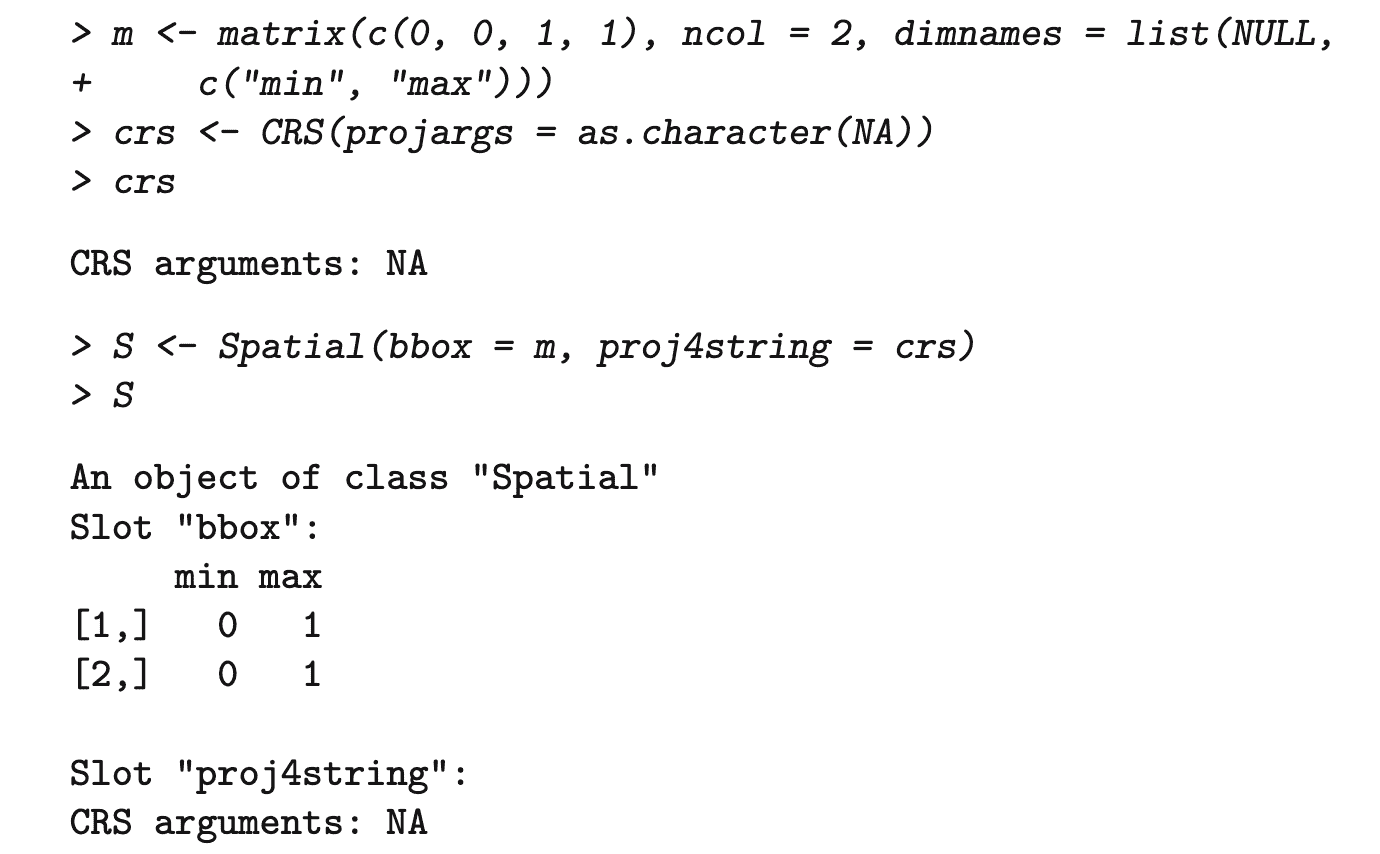 > m <- matrix(c(0, 0, 1, 1), ncol = 2, dimnames = list(NULL,
+     c("min", "max")))
> crs <- CRS(projargs = as.character(NA))
> crs
CRS arguments: NA
> S <- Spatial(bbox = m, proj4string = crs)
> S
An object of class "Spatial"
Slot "bbox":
     min max
[1,]   0   1
[2,]   0   1
Slot "proj4string":
CRS arguments: NA